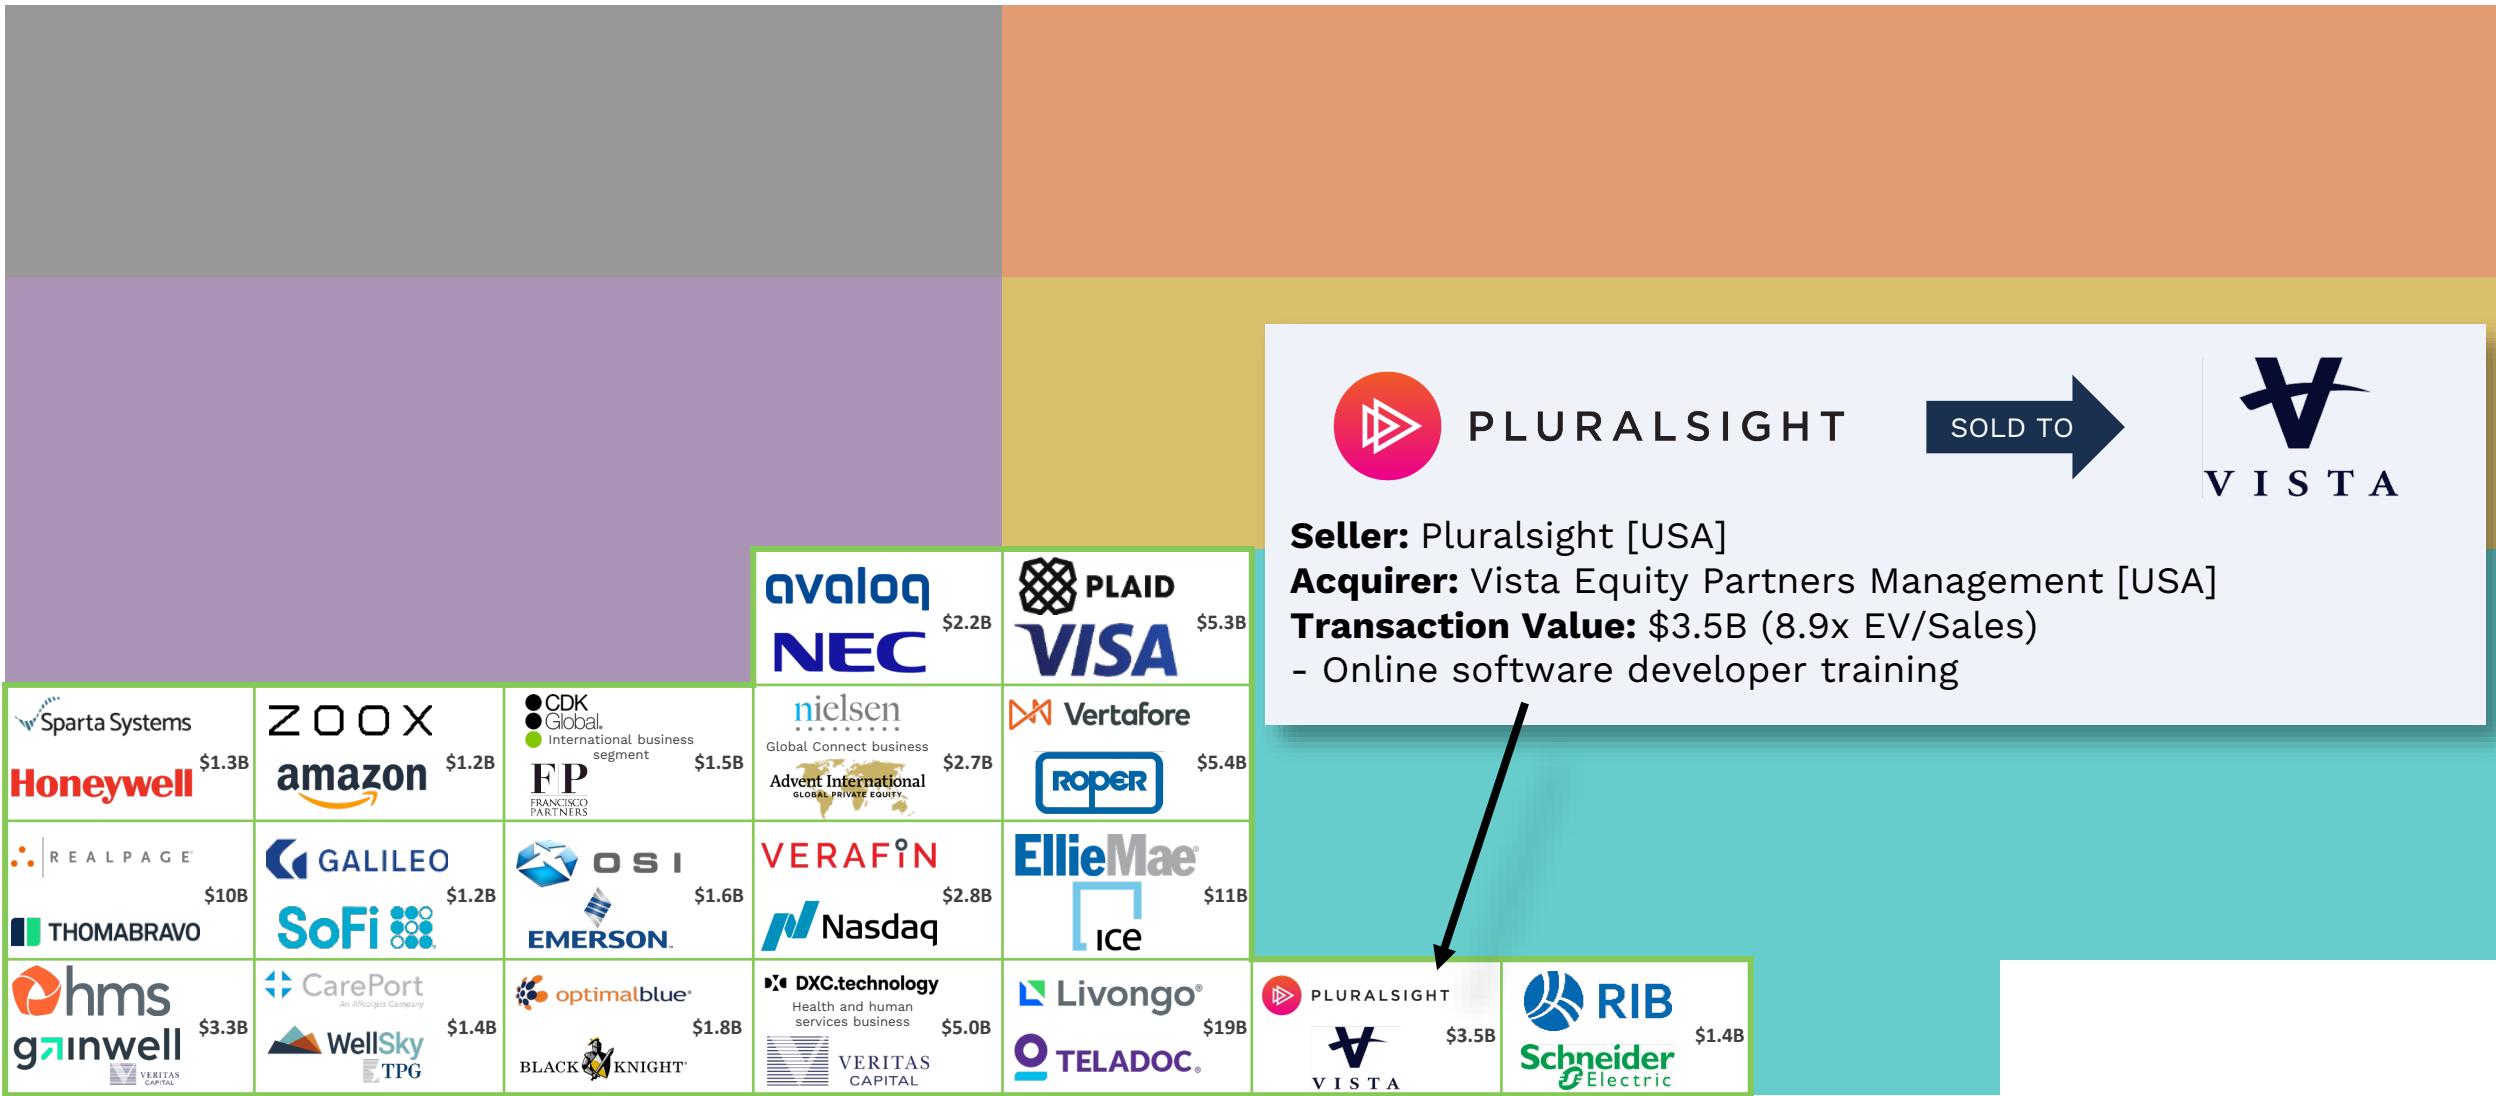 PLURALSIGHT
SOLD TO
VISTA
Seller: Pluralsight [USA]
Acquirer: Vista Equity Partners Management [USA]
Transaction Value: $3.5B (8.9x EV/Sales)
- Online software developer training
avaloq
NEC
$2.2B
PLAID
VISA
$5.3B
Sparta Systems
Honeywell
$1.3B
ZOOX
amazon
$1.2B
CDK
Global.
International business
segment
FP
FRANCISCO
PARTNERS
$1.5B
nielsen
Global Connect business
Advent International
GLOBAL PRIVATE EQUITY
$2.7B
Vertafore
ROPER
$5.4B
REALPAGE
THOMABRAVO
$10B
GALILEO
SoFi
$1.2B
OSI
EMERSON
$1.6B
VERAFIN
Nasdaq
$2.8B
EllieMae
ICE
$11B
hms
gainwell
VERITAS
CAPITAL
$3.3B
CarePort
An Allscripts Company
WellSky
TPG
$1.4B
optimalblue
BLACK KNIGHT
$1.8B
DXC.technology
Health and human
services business
VERITAS
CAPITAL
$5.0B
Livongo
TELADOC
$19B
PLURALSIGHT
VISTA
$3.5B
RIB
Schneider
Electric
$1.4B